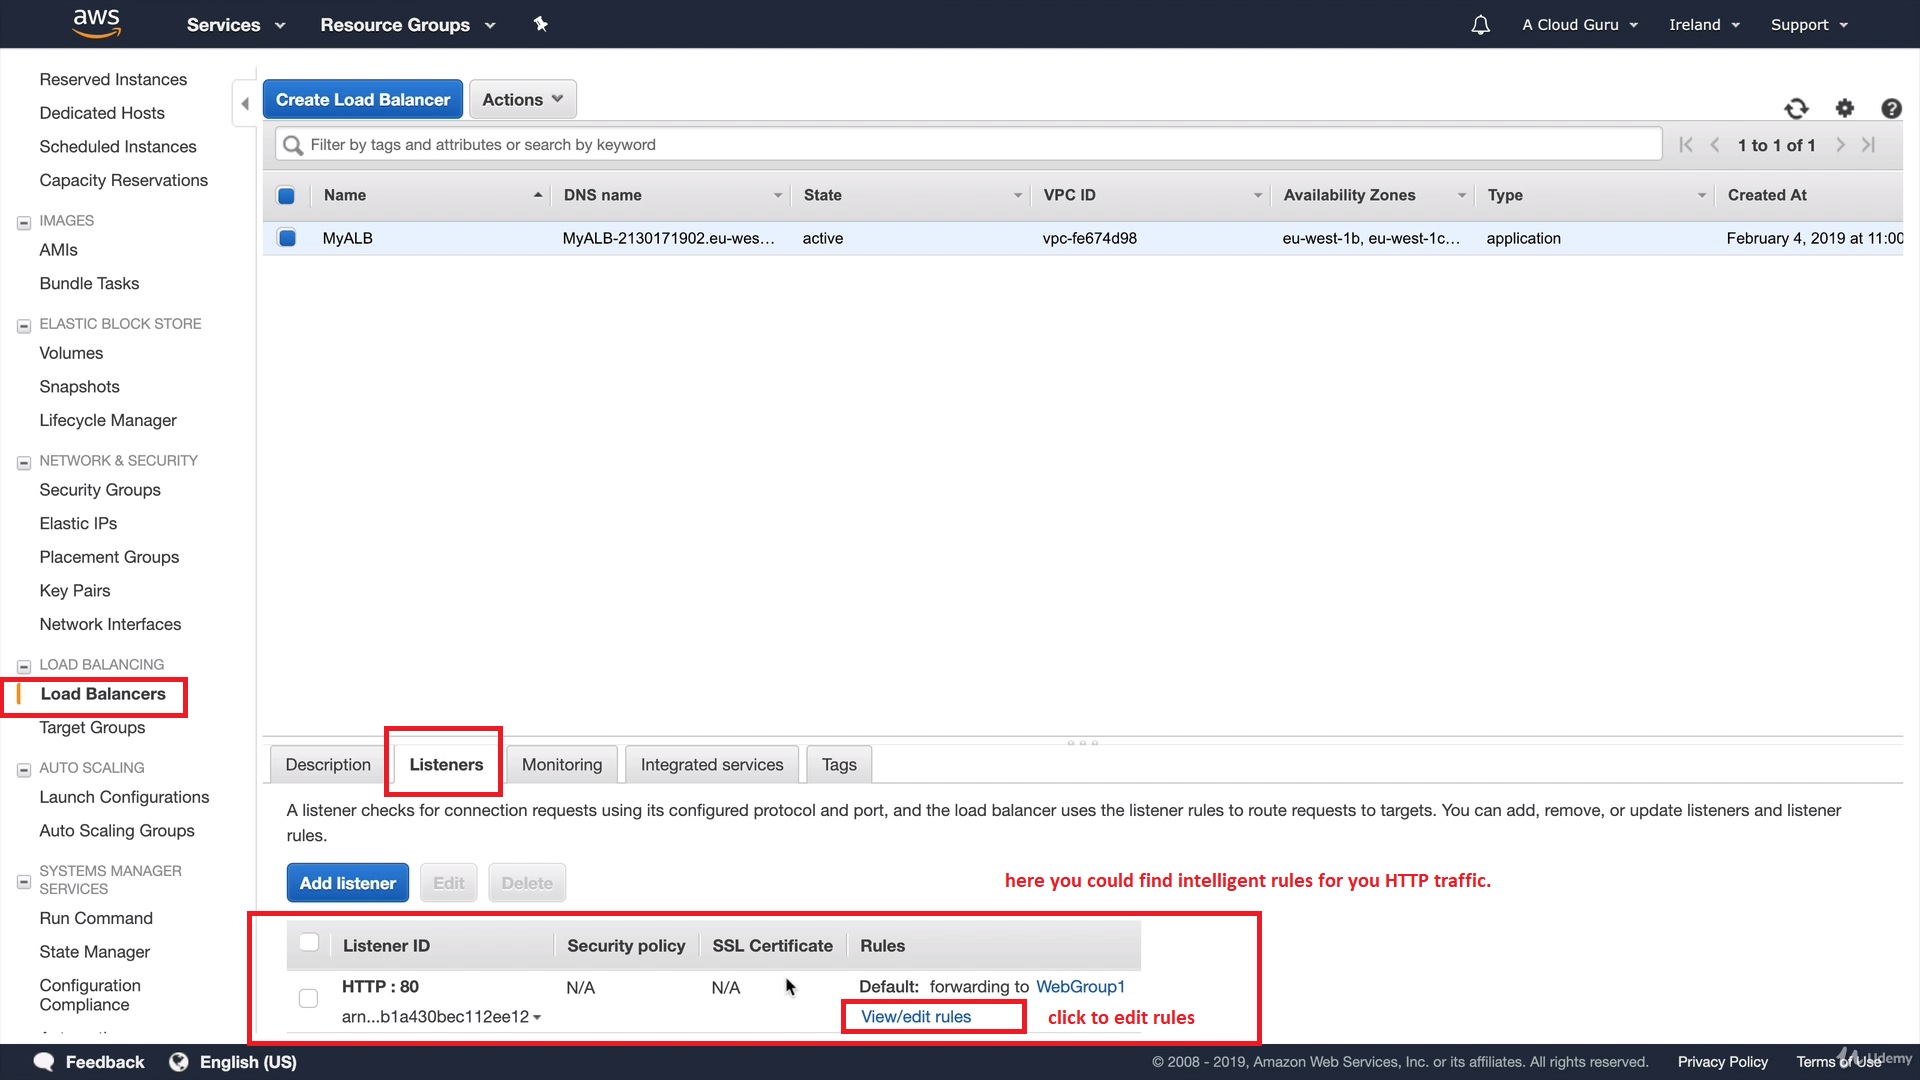 aws
Services
Resource Groups
A Cloud Guru
Ireland
Support
Reserved Instances
Dedicated Hosts
Scheduled Instances
Capacity Reservations
IMAGES
AMIs
Bundle Tasks
ELASTIC BLOCK STORE
Volumes
Snapshots
Lifecycle Manager
NETWORK & SECURITY
Security Groups
Elastic IPs
Placement Groups
Key Pairs
Network Interfaces
LOAD BALANCING
Load Balancers
Target Groups
AUTO SCALING
Launch Configurations
Auto Scaling Groups
SYSTEMS MANAGER
SERVICES
Run Command
State Manager
Configuration
Compliance
Create Load Balancer
Actions
Filter by tags and attributes or search by keyword
1 to 1 of 1
Name DNS name State VPC ID Availability Zones Type Created At
MyALB MyALB-2130171902.eu-wes... active vpc-fe674d98 eu-west-1b, eu-west-1c... application February 4, 2019 at 11:00
Description Listeners Monitoring Integrated services Tags
A listener checks for connection requests using its configured protocol and port, and the load balancer uses the listener rules to route requests to targets. You can add, remove, or update listeners and listener
rules.
Add listener Edit Delete
here you could find intelligent rules for you HTTP traffic.
Listener ID Security policy SSL Certificate Rules
HTTP : 80 N/A N/A Default: forwarding to WebGroup1
arn...b1a430bec112ee12 View/edit rules click to edit rules
Feedback English (US) © 2008 - 2019, Amazon Web Services, Inc. or its affiliates. All rights reserved. Privacy Policy Terms of Use
Udemy